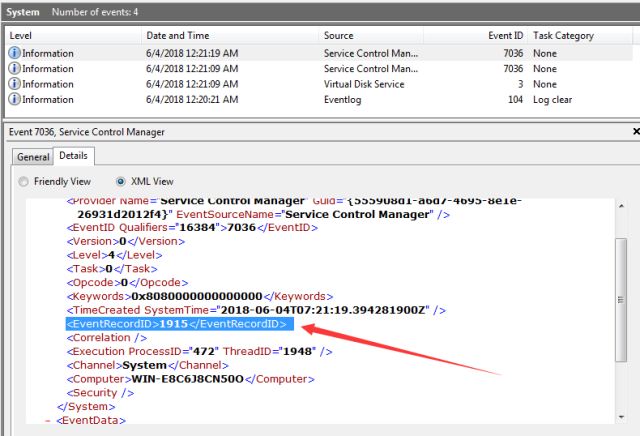 System Number of events: 4
Level Date and Time Source Event ID Task Category
Information 6/4/2018 12:21:19 AM Service Control Man... 7036 None
Information 6/4/2018 12:21:09 AM Service Control Man... 7036 None
Information 6/4/2018 12:21:09 AM Virtual Disk Service 3 None
Information 6/4/2018 12:20:21 AM Eventlog 104 Log clear
Event 7036, Service Control Manager
General Details
Friendly View XML View
<Provider Name="Service Control Manager" Guid="{555908d1-a6d7-4695-8e1e-
26931d2012f4}" EventSourceName="Service Control Manager" />
<EventID Qualifiers="16384">7036</EventID>
<Version>0</Version>
<Level>4</Level>
<Task>0</Task>
<Opcode>0</Opcode>
<Keywords>0x8080000000000000</Keywords>
<TimeCreated SystemTime="2018-06-04T07:21:19.394281900Z" />
<EventRecordID>1915</EventRecordID>
<Correlation />
<Execution ProcessID="472" ThreadID="1948" />
<Channel>System</Channel>
<Computer>WIN-E8C6J8CN50O</Computer>
<Security />
</System>
- <EventData>